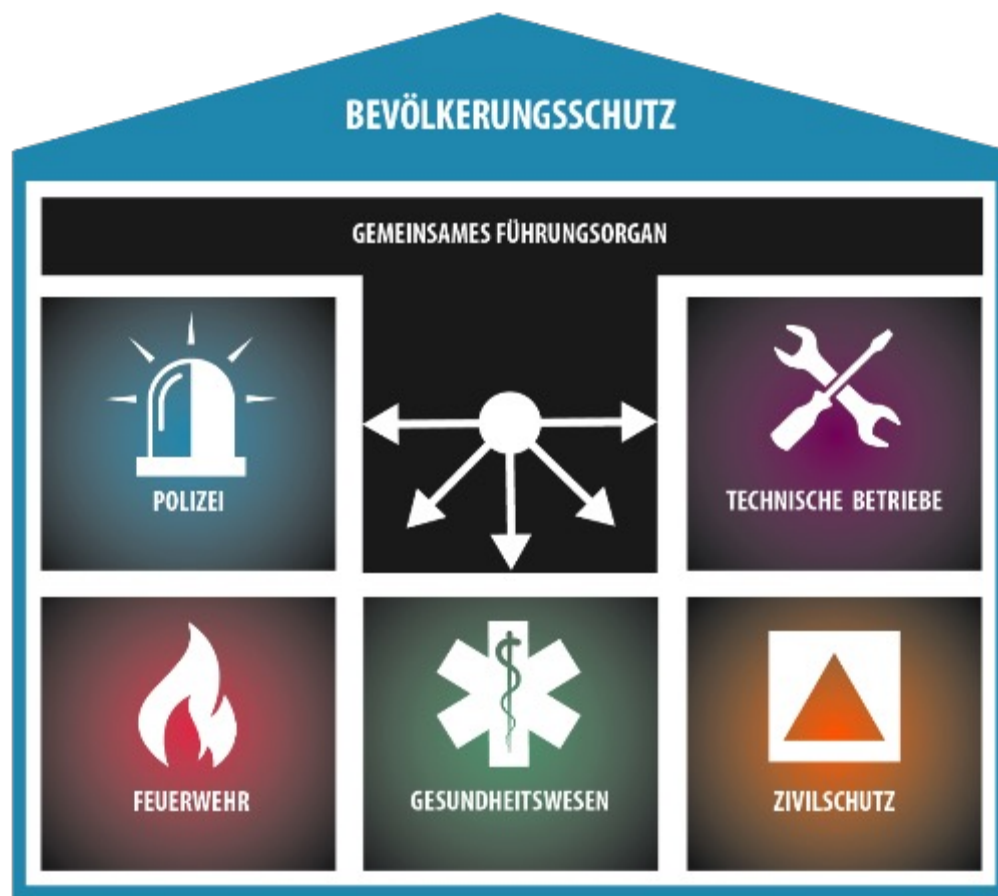 BEVÖLKERUNGSSCHUTZ
GEMEINSAMES FÜHRUNGSORGAN
POLIZEI
TECHNISCHE BETRIEBE
FEUERWEHR
GESUNDHEITSWESEN
ZIVILSCHUTZ